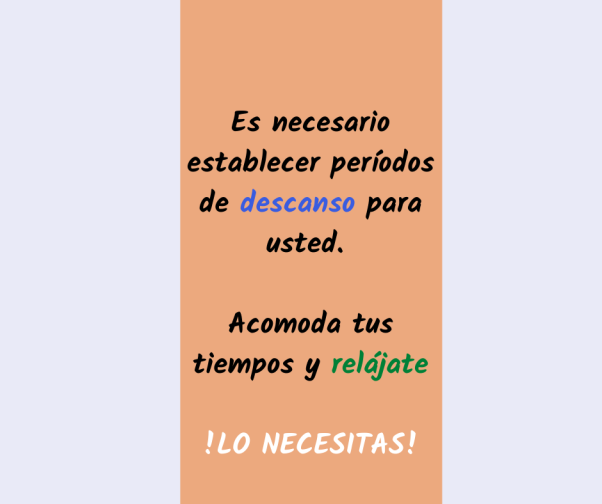 Es necesario
establecer períodos
de descanso para
usted.
Acomoda tus
tiempos y relájate
!LO NECESITAS!